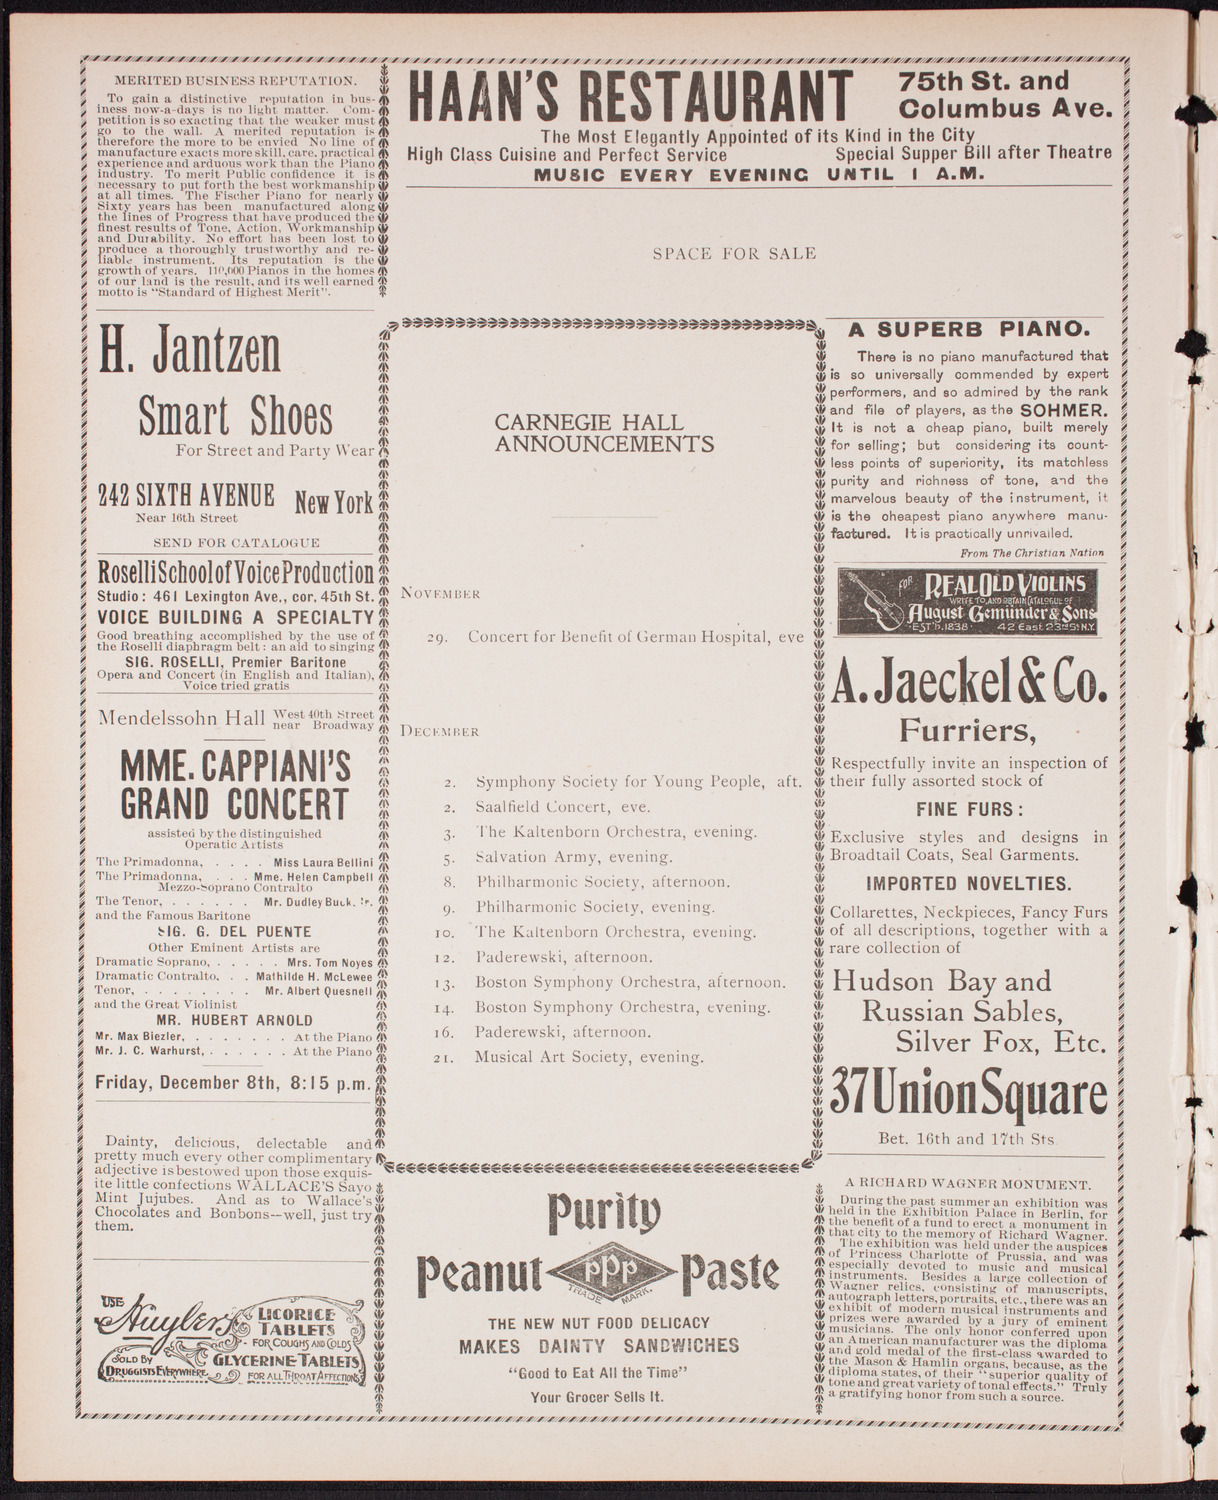 MERITED BUSINESS REPUTATION.
To gain a distinctive reputation in bus-
iness now-a-days is no light matter. Com-
petition is so exacting that the weaker must
go to the wall. A merited reputation is
therefore the more to be envied No line of
manufacture exacts more skill, care, practical
experience and arduous work than the Piano
industry. To merit Public confidence it is
necessary to put forth the best workmanship
at all times. The Fischer Piano for nearly
Sixty years has been manufactured along
the lines of Progress that have produced the
finest results of Tone, Action, Workmanship
and Durability. No effort has been lost to
produce a thoroughly trustworthy and re-
liable instrument. Its reputation is the
growth of years. 110,000 Pianos in the homes
of our land is the result, and its well earned
motto is "Standard of Highest Merit".
H. Jantzen
Smart Shoes
For Street and Party Wear
242 SIXTH AVENUE New York
Near 16th Street
SEND FOR CATALOGUE
Roselli School of Voice Production
Studio: 461 Lexington Ave., cor. 45th St.
VOICE BUILDING A SPECIALTY
Good breathing accomplished by the use of
the Roselli diaphragm belt: an aid to singing
SIG. ROSELLI, Premier Baritone
Opera and Concert (in English and Italian),
Voice tried gratis
Mendelssohn Hall West 40th Street
near Broadway
MME. CAPPIANI'S
GRAND CONCERT
assisted by the distinguished
Operatic Artists
The Primadonna, . . . . Miss Laura Bellini
The Primadonna, . . . Mme. Helen Campbell
Mezzo-Soprano Contralto
The Tenor, . . . . . . Mr. Dudley Buck, Jr.
and the Famous Baritone
SIG. G. DEL PUENTE
Other Eminent Artists are
Dramatic Soprano, . . . . . Mrs. Tom Noyes
Dramatic Contralto, . . Mathilde H. McLewee
Tenor, . . . . . . . . Mr. Albert Quesnell
and the Great Violinist
MR. HUBERT ARNOLD
Mr. Max Biezler, . . . . . . . At the Piano
Mr. J. C. Warhurst, . . . . . . At the Piano
Friday, December 8th, 8:15 p.m.
Dainty, delicious, delectable and
pretty much every other complimentary
adjective is bestowed upon those exquis-
ite little confections WALLACE'S Sayo
Mint Jujubes. And as to Wallace's
Chocolates and Bonbons--well, just try
them.
USE
Huyler's LICORICE
TABLETS
FOR COUGHS AND COLDS
SOLD BY GLYCERINE TABLETS
DRUGGISTS EVERYWHERE FOR ALL THROAT AFFECTIONS
HAAN'S RESTAURANT 75th St. and
Columbus Ave.
The Most Elegantly Appointed of its Kind in the City
High Class Cuisine and Perfect Service Special Supper Bill after Theatre
MUSIC EVERY EVENING UNTIL 1 A.M.
SPACE FOR SALE
CARNEGIE HALL
ANNOUNCEMENTS
NOVEMBER
29. Concert for Benefit of German Hospital, eve
DECEMBER
2. Symphony Society for Young People, aft.
2. Saalfield Concert, eve.
3. The Kaltenborn Orchestra, evening.
5. Salvation Army, evening.
8. Philharmonic Society, afternoon.
9. Philharmonic Society, evening.
10. The Kaltenborn Orchestra, evening.
12. Paderewski, afternoon.
13. Boston Symphony Orchestra, afternoon.
14. Boston Symphony Orchestra, evening.
16. Paderewski, afternoon.
21. Musical Art Society, evening.
Purity
Peanut PPP Paste
TRADE MARK.
THE NEW NUT FOOD DELICACY
MAKES DAINTY SANDWICHES
"Good to Eat All the Time"
Your Grocer Sells It.
A SUPERB PIANO.
There is no piano manufactured that
is so universally commended by expert
performers, and so admired by the rank
and file of players, as the SOHMER.
It is not a cheap piano, built merely
for selling; but considering its count-
less points of superiority, its matchless
purity and richness of tone, and the
marvelous beauty of the instrument, it
is the cheapest piano anywhere manu-
factured. It is practically unrivailed.
From The Christian Nation
FOR REAL OLD VIOLINS
WRITE TO, AND OBTAIN CATALOGUE OF
August Gemünder & Sons
EST'D. 1838. 42 East 23rd St N.Y.
A. Jaeckel & Co.
Furriers,
Respectfully invite an inspection of
their fully assorted stock of
FINE FURS:
Exclusive styles and designs in
Broadtail Coats, Seal Garments.
IMPORTED NOVELTIES.
Collarettes, Neckpieces, Fancy Furs
of all descriptions, together with a
rare collection of
Hudson Bay and
Russian Sables,
Silver Fox, Etc.
37 Union Square
Bet. 16th and 17th Sts.
A RICHARD WAGNER MONUMENT.
During the past summer an exhibition was
held in the Exhibition Palace in Berlin, for
the benefit of a fund to erect a monument in
that city to the memory of Richard Wagner.
The exhibition was held under the auspices
of Princess Charlotte of Prussia, and was
especially devoted to music and musical
instruments. Besides a large collection of
Wagner relics, consisting of manuscripts,
autograph letters, portraits, etc., there was an
exhibit of modern musical instruments and
prizes were awarded by a jury of eminent
musicians. The only honor conferred upon
an American manufacturer was the diploma
and gold medal of the first-class awarded to
the Mason & Hamlin organs, because, as the
diploma states, of their "superior quality of
tone and great variety of tonal effects." Truly
a gratifying honor from such a source.